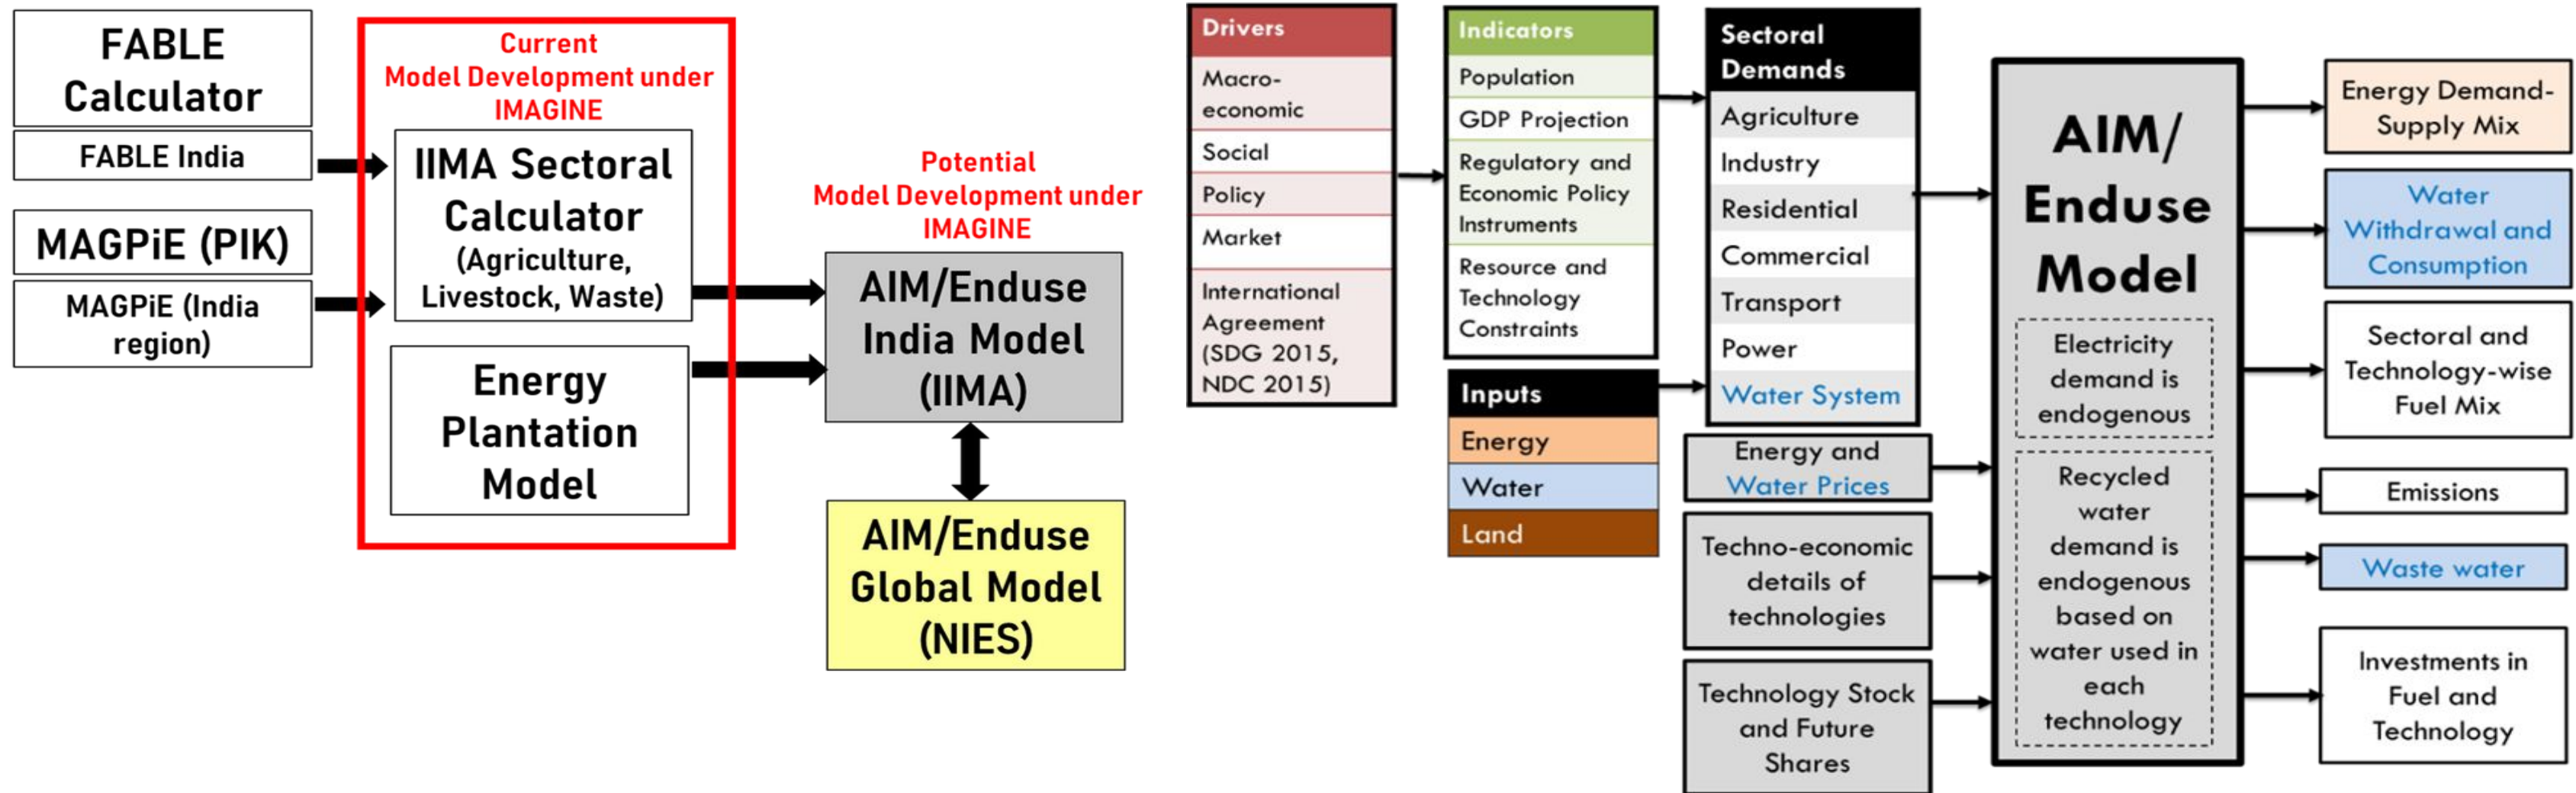 FABLE
Calculator
FABLE India
MAGPiE (PIK)
MAGPiE (India
region)
Current
Model Development under
IMAGINE
IIMA Sectoral
Calculator
(Agriculture,
Livestock, Waste)
Energy
Plantation
Model
Potential
Model Development under
IMAGINE
AIM/Enduse
India Model
(IIMA)
AIM/Enduse
Global Model
(NIES)
Drivers
Macro-
economic
Social
Policy
Market
International
Agreement
(SDG 2015,
NDC 2015)
Indicators
Population
GDP Projection
Regulatory and
Economic Policy
Instruments
Resource and
Technology
Constraints
Inputs
Energy
Water
Land
Sectoral
Demands
Agriculture
Industry
Residential
Commercial
Transport
Power
Water System
Energy and
Water Prices
Techno-economic
details of
technologies
Technology Stock
and Future
Shares
AIM/
Enduse
Model
Electricity
demand is
endogenous
Recycled
water
demand is
endogenous
based on
water used in
each
technology
Energy Demand-
Supply Mix
Water
Withdrawal and
Consumption
Sectoral and
Technology-wise
Fuel Mix
Emissions
Waste water
Investments in
Fuel and
Technology